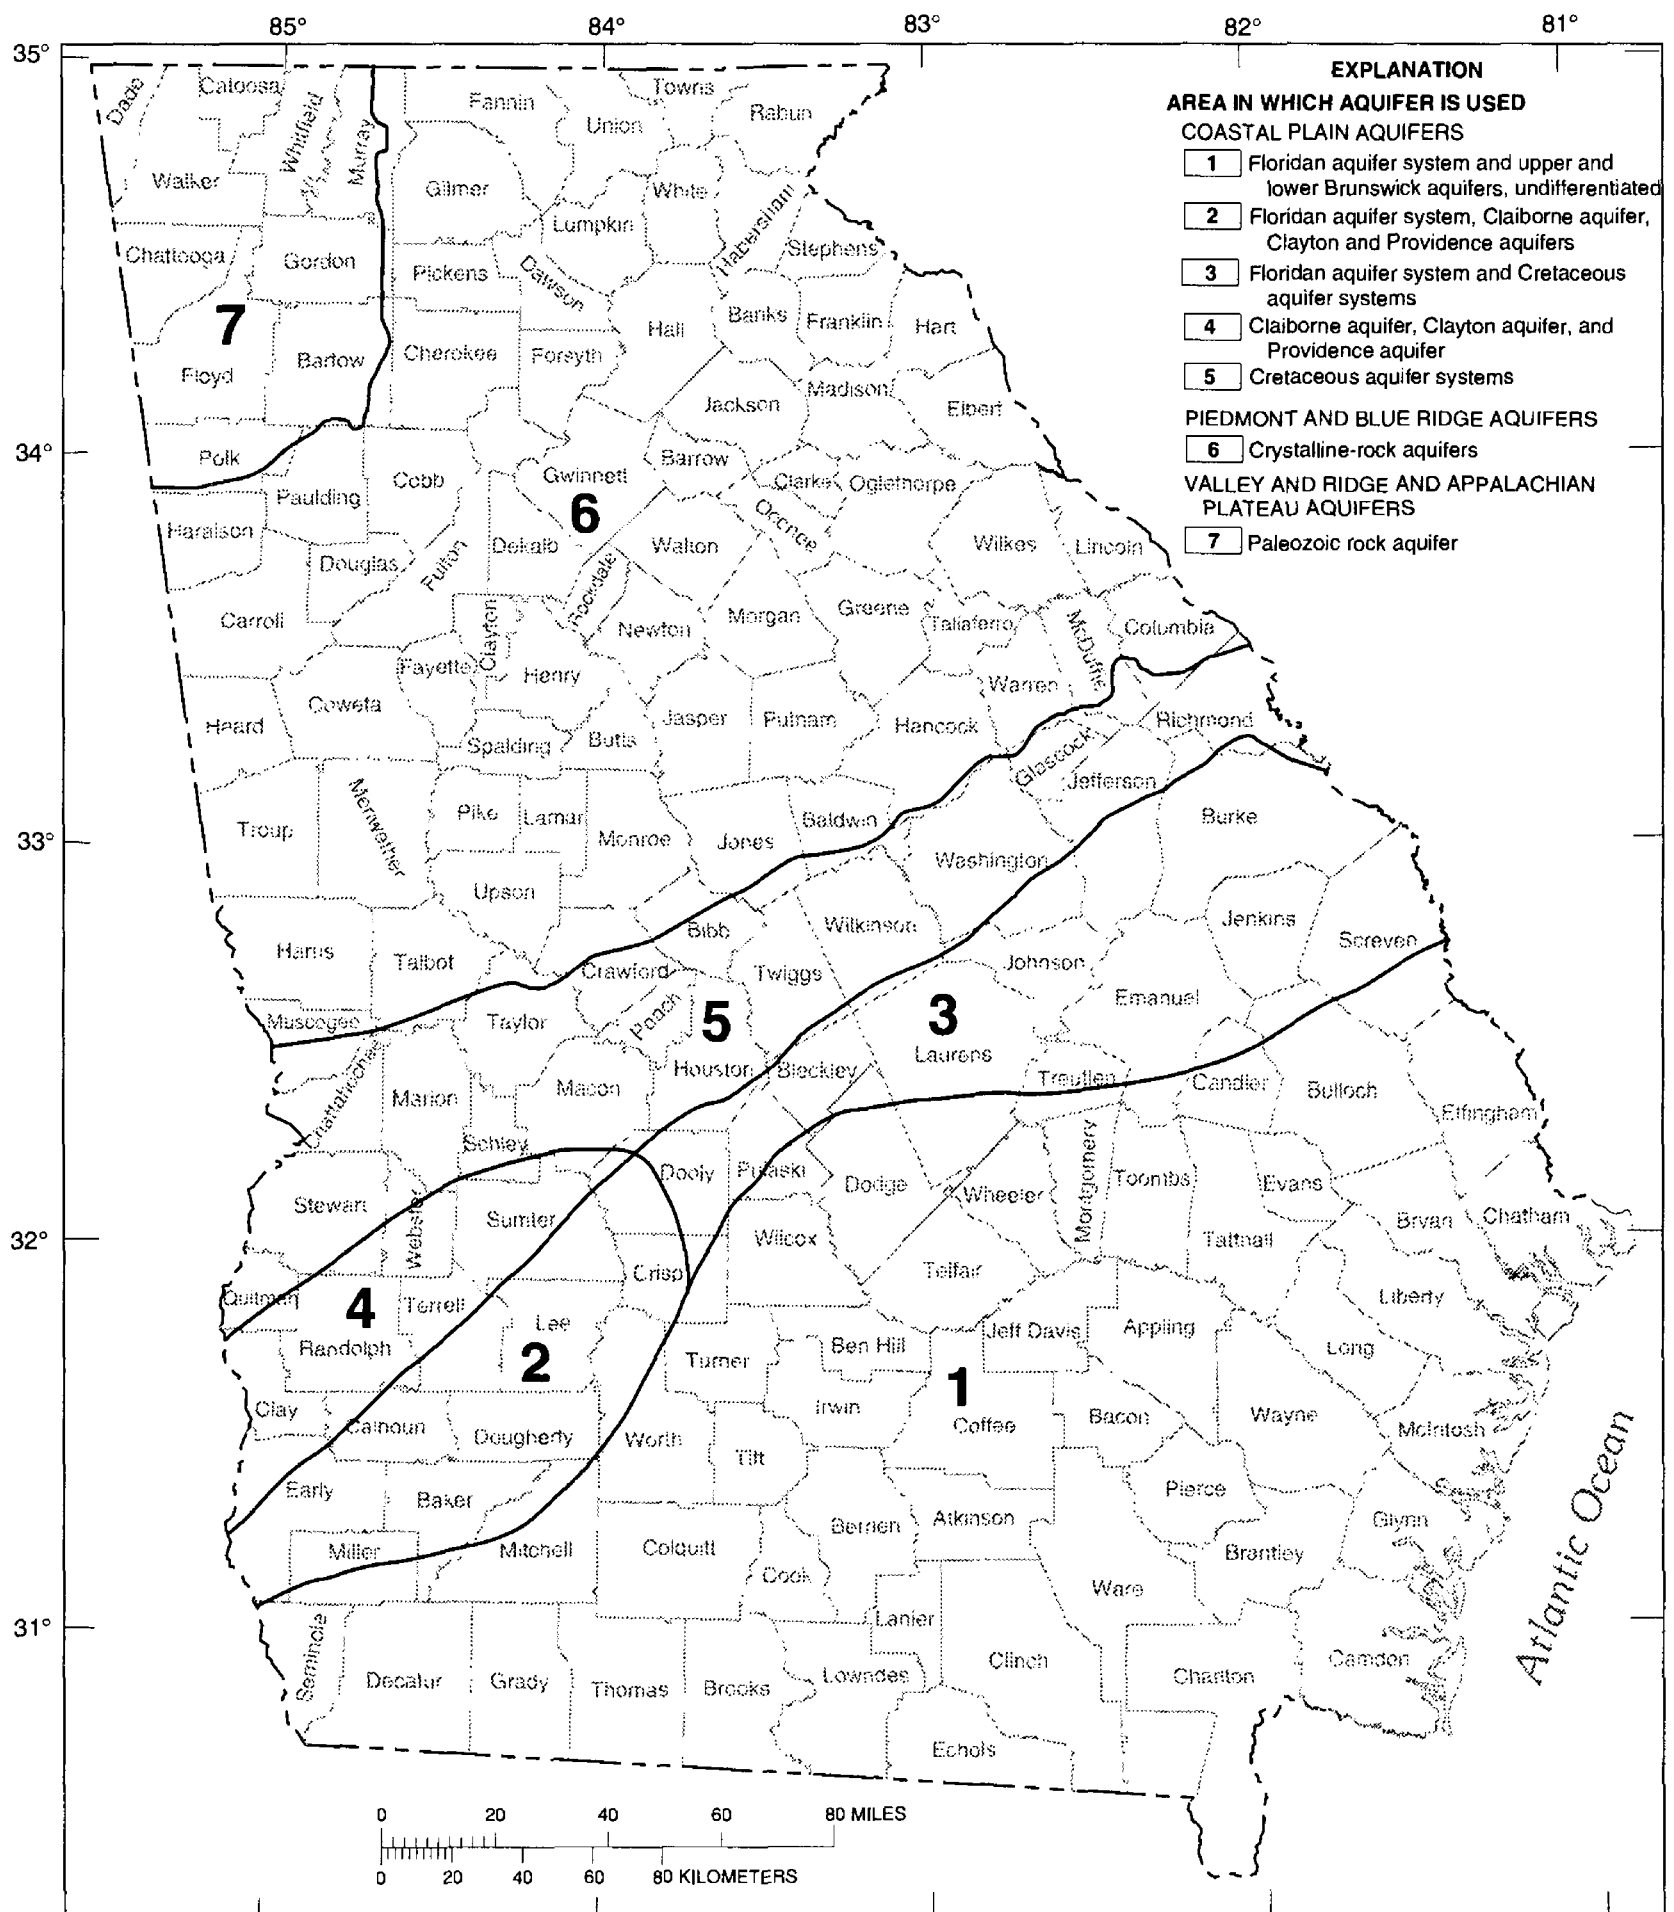 85°
84°
83°
82°
81°
35°
34°
33°
32°
31°
EXPLANATION
AREA IN WHICH AQUIFER IS USED
COASTAL PLAIN AQUIFERS
1 Floridan aquifer system and upper and
lower Brunswick aquifers, undifferentiated
2 Floridan aquifer system, Claiborne aquifer,
Clayton and Providence aquifers
3 Floridan aquifer system and Cretaceous
aquifer systems
4 Claiborne aquifer, Clayton aquifer, and
Providence aquifer
5 Cretaceous aquifer systems
PIEDMONT AND BLUE RIDGE AQUIFERS
6 Crystalline-rock aquifers
VALLEY AND RIDGE AND APPALACHIAN
PLATEAU AQUIFERS
7 Paleozoic rock aquifer
Dade
Catoosa
Whitfield
Murray
Fannin
Towns
Union
Rabun
Walker
Gilmer
White
Lumpkin
Habersham
Stephens
Chattooga
Gordon
Pickens
Dawson
7
Hall
Banks
Franklin
Hart
Floyd
Bartow
Cherokee
Forsyth
Jackson
Madison
Elbert
Polk
Cobb
Gwinnett
Barrow
Clarke
Oglethorpe
Paulding
6
Haralson
Douglas
Fulton
Dekalb
Rockdale
Walton
Oconee
Wilkes
Lincoln
Carroll
Clayton
Newton
Morgan
Greene
Taliaferro
McDuffie
Columbia
Fayette
Henry
Heard
Coweta
Spalding
Butts
Jasper
Putnam
Hancock
Warren
Glascock
Richmond
Jefferson
Troup
Meriwether
Pike
Lamar
Monroe
Jones
Baldwin
Washington
Burke
Upson
Harris
Talbot
Crawford
Bibb
Twiggs
Wilkinson
Johnson
Jenkins
Screven
Muscogee
Taylor
Peach
5
3
Emanuel
Chattahoochee
Marion
Macon
Houston
Bleckley
Laurens
Treutlen
Candler
Bulloch
Effingham
Schley
Stewart
Webster
Sumter
Dooly
Pulaski
Dodge
Wheeler
Montgomery
Toombs
Evans
Bryan
Chatham
Tattnall
Wilcox
Crisp
Telfair
Quitman
4
Terrell
Lee
Randolph
2
Turner
Ben Hill
Jeff Davis
Appling
Liberty
Long
1
Clay
Calhoun
Dougherty
Worth
Tift
Irwin
Coffee
Bacon
Wayne
McIntosh
Early
Baker
Pierce
Miller
Mitchell
Colquitt
Berrien
Atkinson
Glynn
Brantley
Cook
Ware
Lanier
Seminole
Decatur
Grady
Thomas
Brooks
Lowndes
Clinch
Charlton
Camden
Echols
Atlantic Ocean
0 20 40 60 80 MILES
0 20 40 60 80 KILOMETERS